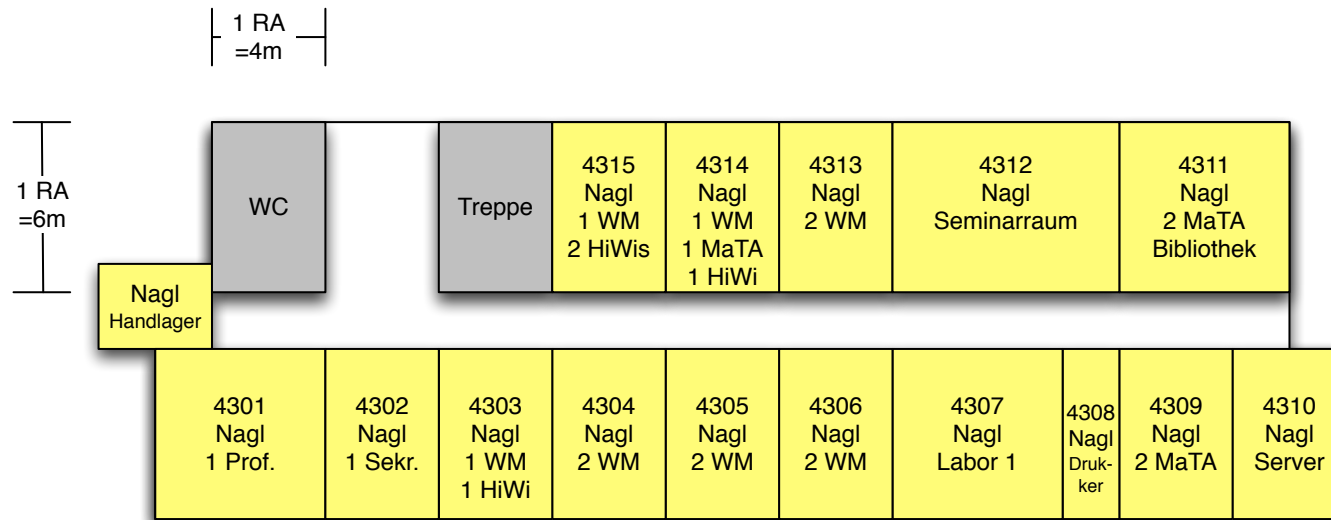 1 RA
=4m
1 RA
=6m
WC
Treppe
4315
Nagl
1 WM
2 HiWis
4314
Nagl
1 WM
1 MaTA
1 HiWi
4313
Nagl
2 WM
4312
Nagl
Seminarraum
4311
Nagl
2 MaTA
Bibliothek
Nagl
Handlager
4301
Nagl
1 Prof.
4302
Nagl
1 Sekr.
4303
Nagl
1 WM
1 HiWi
4304
Nagl
2 WM
4305
Nagl
2 WM
4306
Nagl
2 WM
4307
Nagl
Labor 1
4308
Nagl
Druk-
ker
4309
Nagl
2 MaTA
4310
Nagl
Server